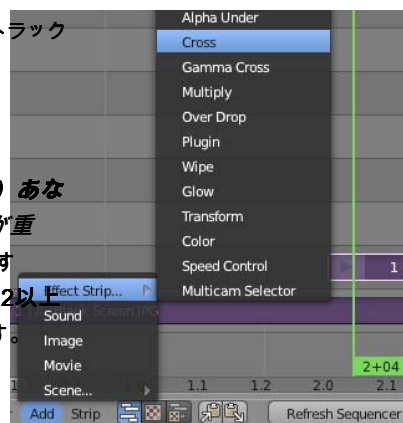 トラック
あな
が重
す
2以上
す。
Alpha Under
Cross
Gamma Cross
Multiply
Over Drop
Plugin
Wipe
Glow
Transform
Color
Speed Control
Multicam Selector
Effect Strip...
Sound
Image
Movie
Scene...
Screen.JPG
1
2+04
1.1
1.2
2.0
2.1
Add
Strip
Refresh Sequencer